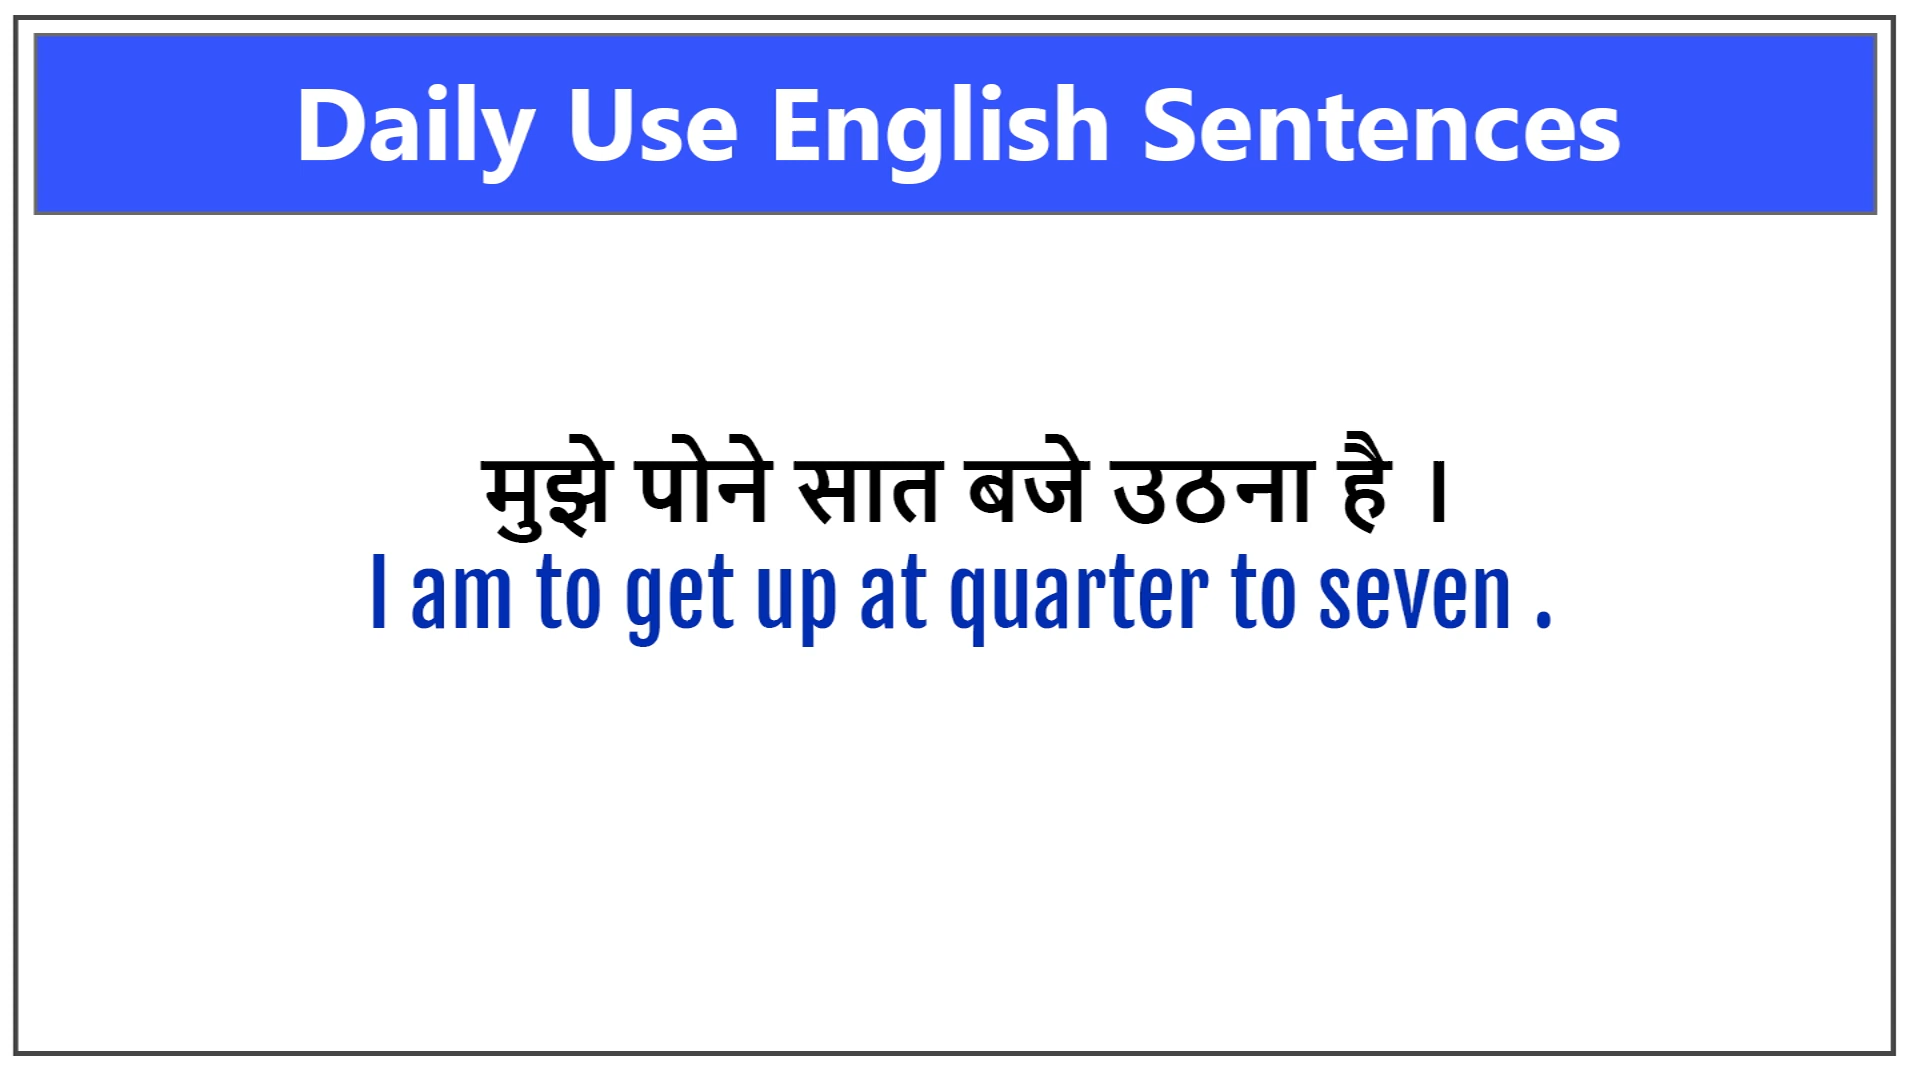 Daily Use English Sentences
मुझे पोने सात बजे उठना है ।
I am to get up at quarter to seven .